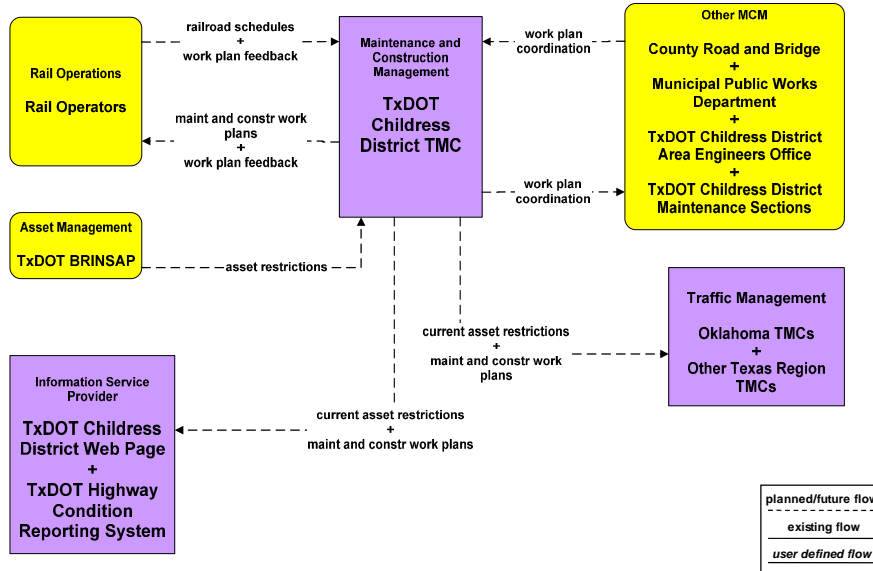 Rail Operations
Rail Operators
railroad schedules
+
work plan feedback
maint and constr work
plans
+
work plan feedback
Maintenance and
Construction
Management
TxDOT
Childress
District TMC
work plan
coordination
work plan
coordination
Other MCM
County Road and Bridge
+
Municipal Public Works
Department
+
TxDOT Childress District
Area Engineers Office
+
TxDOT Childress District
Maintenance Sections
Asset Management
TxDOT BRINSAP
asset restrictions
current asset restrictions
+
maint and constr work
plans
Traffic Management
Oklahoma TMCs
+
Other Texas Region
TMCs
Information Service
Provider
TxDOT Childress
District Web Page
+
TxDOT Highway
Condition
Reporting System
current asset restrictions
+
maint and constr work plans
planned/future flow
existing flow
user defined flow